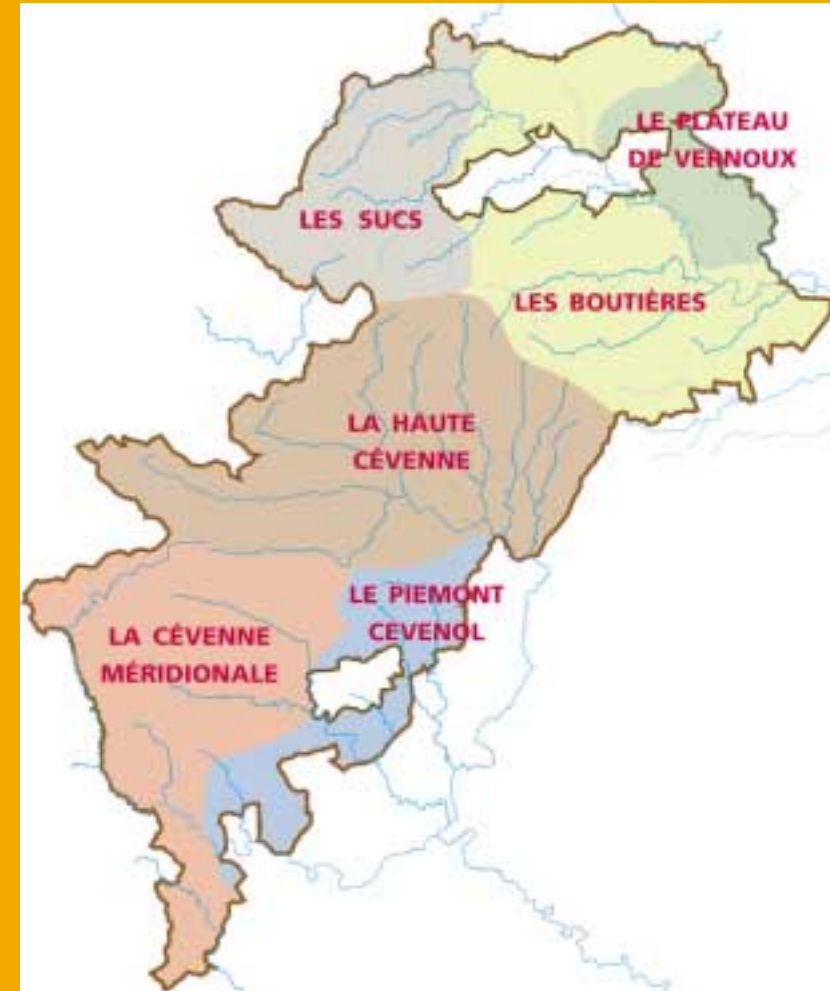 LE PLATEAU
DE VERNOUX
LES SUCS
LES BOUTIÈRES
LA HAUTE
CÉVENNE
LE PIEMONT
CEVENOL
LA CÉVENNE
MÉRIDIONALE